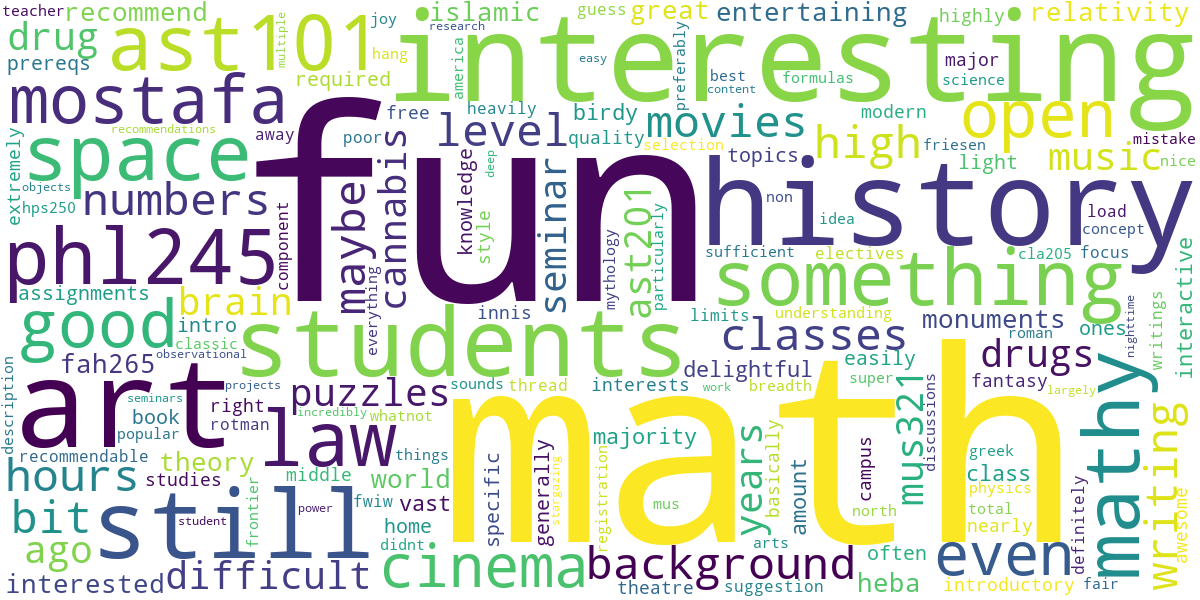 teacher
recommend
drug
prereqs
ast101
multiple
joy
hang
required
islamic
research
america
guess
great
easy
entertaining
highly
relativity
interesting
preferably
best
content
formulas
major
science
mostafa
recommendations
away
poor
free
heavily
level
birdy
quality
movies
selection
modern
high
open
friesen
light
music
mistake
nice
extremely
space
objects
hps250
numbers
fun
maybe
cannabis
knowledge
deep
style
seminar
topics
non
idea
history
load
concept
phl245
component
everything
mythology
ast201
particularly
sufficient
electives
cla205
focus
something
interactive
assignments
brain
good
intro
classic
observational
students
innis
limits
understanding
classes
monuments
roman
ones
nighttime
writings
description
fah265
art
seminars
projects
book
popular
right
rotman
puzzles
incredibly
delightful
sounds
thread
interests
work
breadth
easily
super
drugs
fantasy
largely
whatnot
law
things
math
mathy
majority
mus321
discussions
greek
class
physics
total
nearly
recommendable
hours
studies
theory
middle
world
frontier
fwiw
vast
specific
generally
stargazing
registration
mus
years
basically
amount
campus
north
definitely
writing
awesome
bit
still
student
power
home
didnt
ago
interested
difficult
cinema
background
theatre
arts
suggestion
often
heba
even
introductory
fair